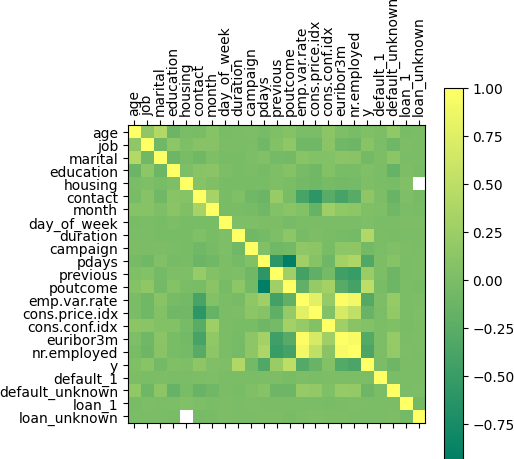 age
job
marital
education
housing
contact
month
day_of_week
duration
campaign
pdays
previous
poutcome
emp.var.rate
cons.price.idx
cons.conf.idx
euribor3m
nr.employed
y
default_1
default_unknown
loan_1
loan_unknown
age
job
marital
education
housing
contact
month
day_of_week
duration
campaign
pdays
previous
poutcome
emp.var.rate
cons.price.idx
cons.conf.idx
euribor3m
nr.employed
y
default_1
default_unknown
loan_1
loan_unknown
1.00
0.75
0.50
0.25
0.00
−0.25
−0.50
−0.75